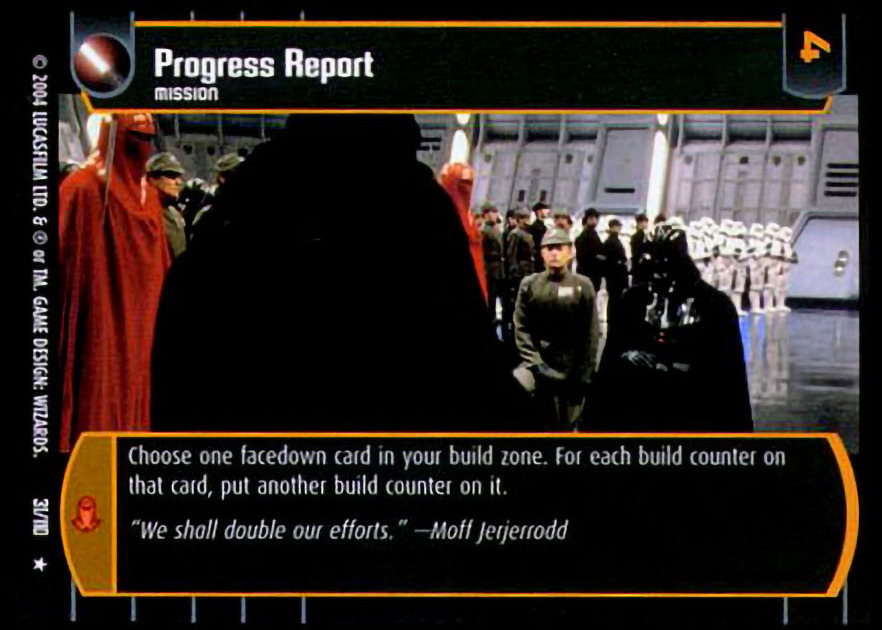 Progress Report
MISSION
4
© 2004 LUCASFILM LTD. & ® or TM. GAME DESIGN: WIZARDS.
31/110
Choose one facedown card in your build zone. For each build counter on
that card, put another build counter on it.
"We shall double our efforts." —Moff Jerjerrodd